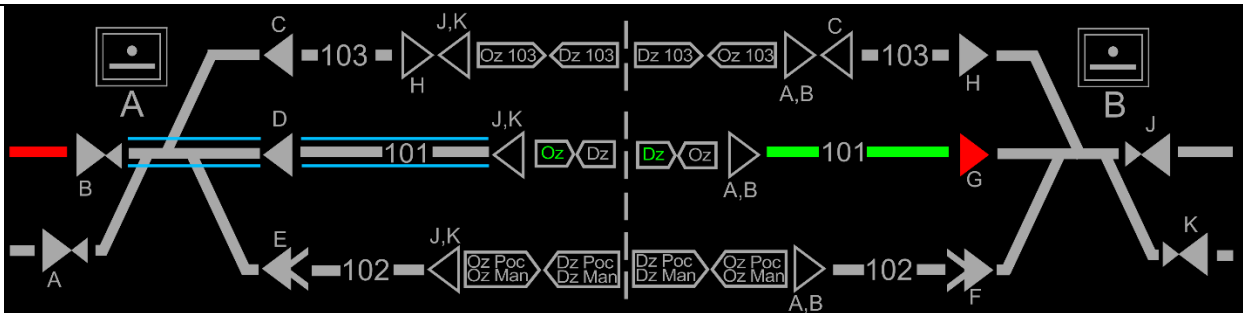 C
103
H
J,K
Oz 103
Dz 103
Dz 103
Oz 103
A,B
C
103
H
A
B
B
D
101
J,K
Oz
Dz
Dz
Oz
A,B
101
G
J
A
E
102
J,K
Oz Poc
Oz Man
Dz Poc
Dz Man
Dz Poc
Dz Man
Oz Poc
Oz Man
A,B
102
F
K